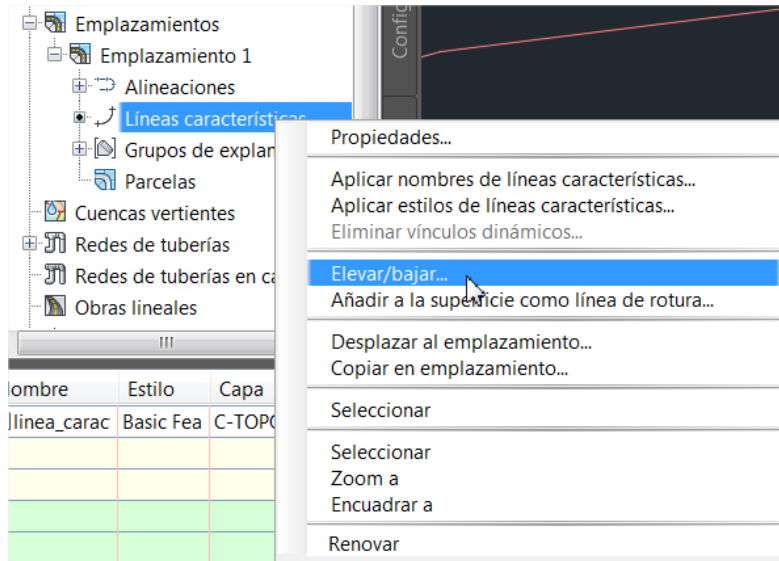 Emplazamientos
Emplazamiento 1
Alineaciones
Líneas características
Grupos de explan
Parcelas
Cuencas vertientes
Redes de tuberías
Redes de tuberías en ca
Obras lineales
Config
Propiedades...
Aplicar nombres de líneas características...
Aplicar estilos de líneas características...
Eliminar vínculos dinámicos...
Elevar/bajar...
Añadir a la superficie como línea de rotura...
Desplazar al emplazamiento...
Copiar en emplazamiento...
Seleccionar
Seleccionar
Zoom a
Encuadrar a
Renovar
ombre Estilo Capa
linea_carac Basic Fea C-TOPO